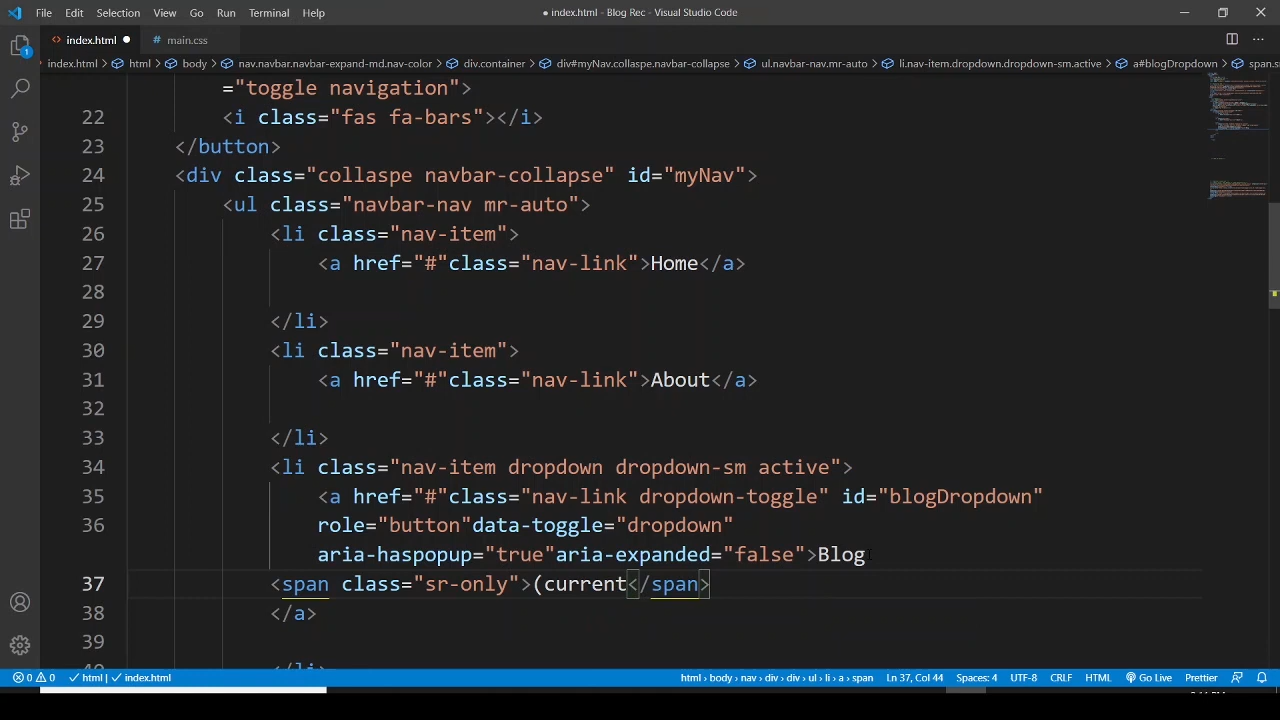 File Edit Selection View Go Run Terminal Help
● index.html - Blog Rec - Visual Studio Code
index.html main.css
index.html html body nav.navbar.navbar-expand-md.nav-color div.container div#myNav.collaspe.navbar-collapse ul.navbar-nav.mr-auto li.nav-item.dropdown.dropdown-sm.active a#blogDropdown
1
="toggle navigation">
22 <i class="fas fa-bars"></i>
23 </button>
24 <div class="collaspe navbar-collapse" id="myNav">
25 <ul class="navbar-nav mr-auto">
26 <li class="nav-item">
27 <a href="#"class="nav-link">Home</a>
28
29 </li>
30 <li class="nav-item">
31 <a href="#"class="nav-link">About</a>
32
33 </li>
34 <li class="nav-item dropdown dropdown-sm active">
35 <a href="#"class="nav-link dropdown-toggle" id="blogDropdown"
36 role="button"data-toggle="dropdown"
aria-haspopup="true"aria-expanded="false">Blog
37 <span class="sr-only">(current</span>
38 </a>
39
</li>
0 0 html | index.html html > body > nav > div > div > ul > li > a > span Ln 37, Col 44 Spaces: 4 UTF-8 CRLF HTML Go Live Prettier